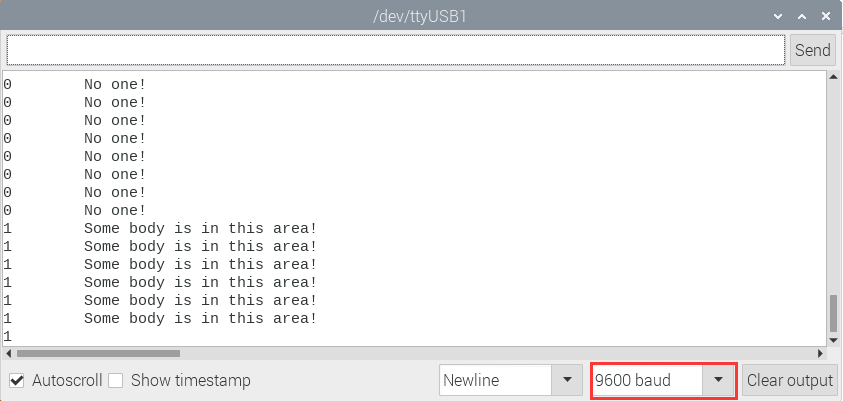 /dev/ttyUSB1
Send
0 No one!
0 No one!
0 No one!
0 No one!
0 No one!
0 No one!
0 No one!
0 No one!
1 Some body is in this area!
1 Some body is in this area!
1 Some body is in this area!
1 Some body is in this area!
1 Some body is in this area!
1 Some body is in this area!
1
Autoscroll Show timestamp Newline 9600 baud Clear output